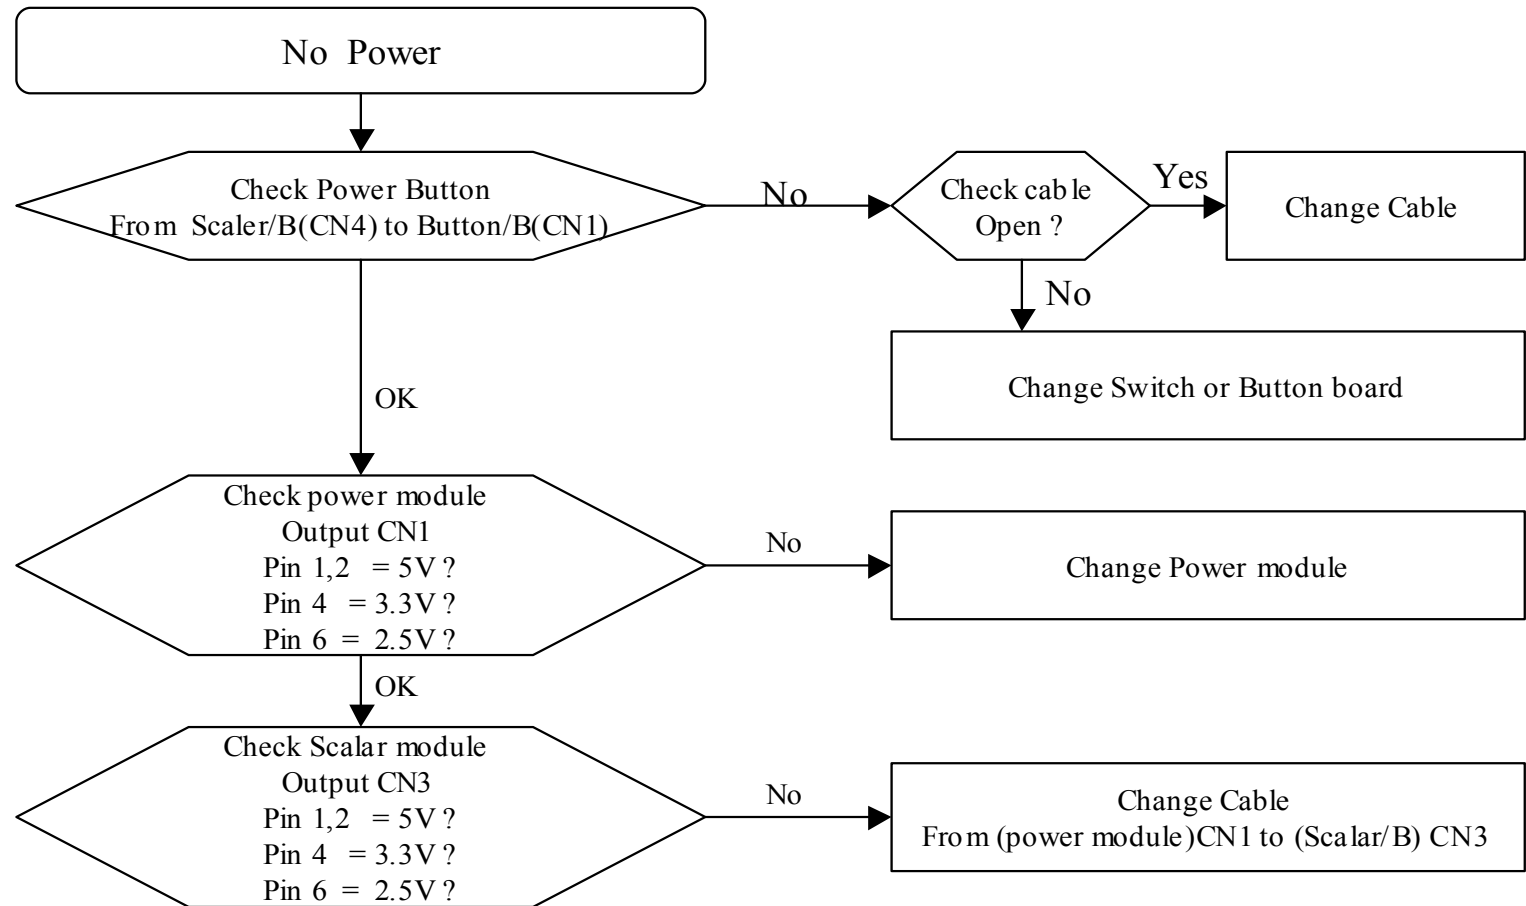 No Power
Check Power Button
From Scaler/B(CN4) to Button/B(CN1)
No
Check cable
Open ?
Yes
Change Cable
No
Change Switch or Button board
OK
Check power module
Output CN1
Pin 1,2 = 5V ?
Pin 4 = 3.3V ?
Pin 6 = 2.5V ?
No
Change Power module
OK
Check Scalar module
Output CN3
Pin 1,2 = 5V ?
Pin 4 = 3.3V ?
Pin 6 = 2.5V ?
No
Change Cable
From (power module)CN1 to (Scalar/B) CN3